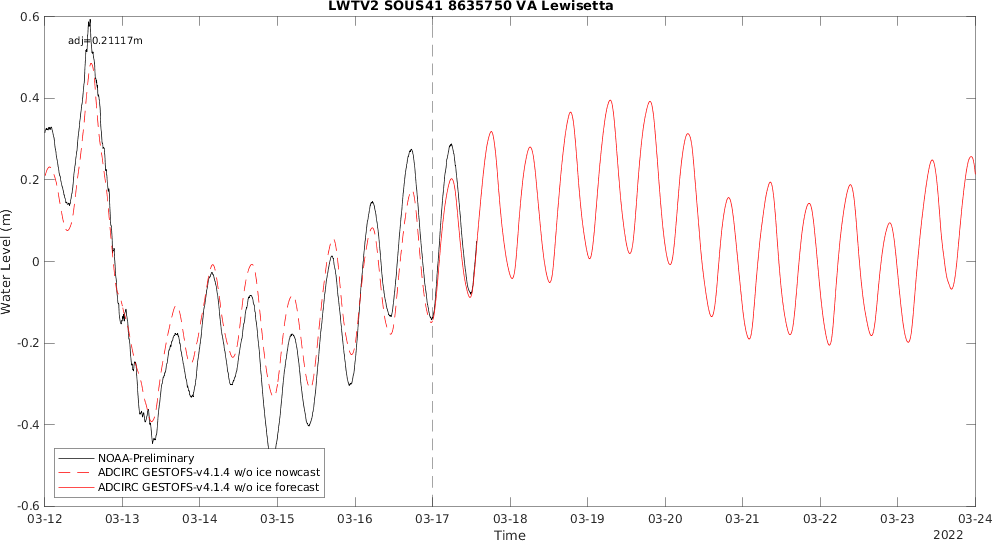 LWTV2 SOUS41 8635750 VA Lewisetta
adj=0.21117m
0.6
0.4
0.2
0
-0.2
-0.4
-0.6
Water Level (m)
NOAA-Preliminary
ADCIRC GESTOFS-v4.1.4 w/o ice nowcast
ADCIRC GESTOFS-v4.1.4 w/o ice forecast
03-12 03-13 03-14 03-15 03-16 03-17 03-18 03-19 03-20 03-21 03-22 03-23 03-24
Time
2022